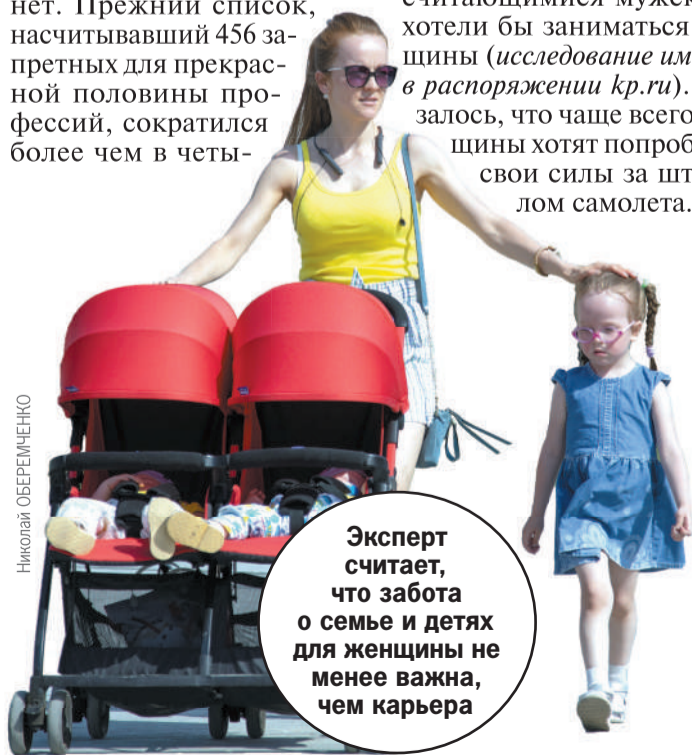 нет. Прежний список,
насчитывавший 456 за-
претных для прекрас-
ной половины про-
фессий, сократился
более чем в четы-
считающимися мужск
хотели бы заниматься
щины (исследование им
в распоряжении kp.ru).
залось, что чаще всего
щины хотят попроб
свои силы за шт
лом самолета.
Николай ОБЕРЕМЧЕНКО
Эксперт
считает,
что забота
о семье и детях
для женщины не
менее важна,
чем карьера